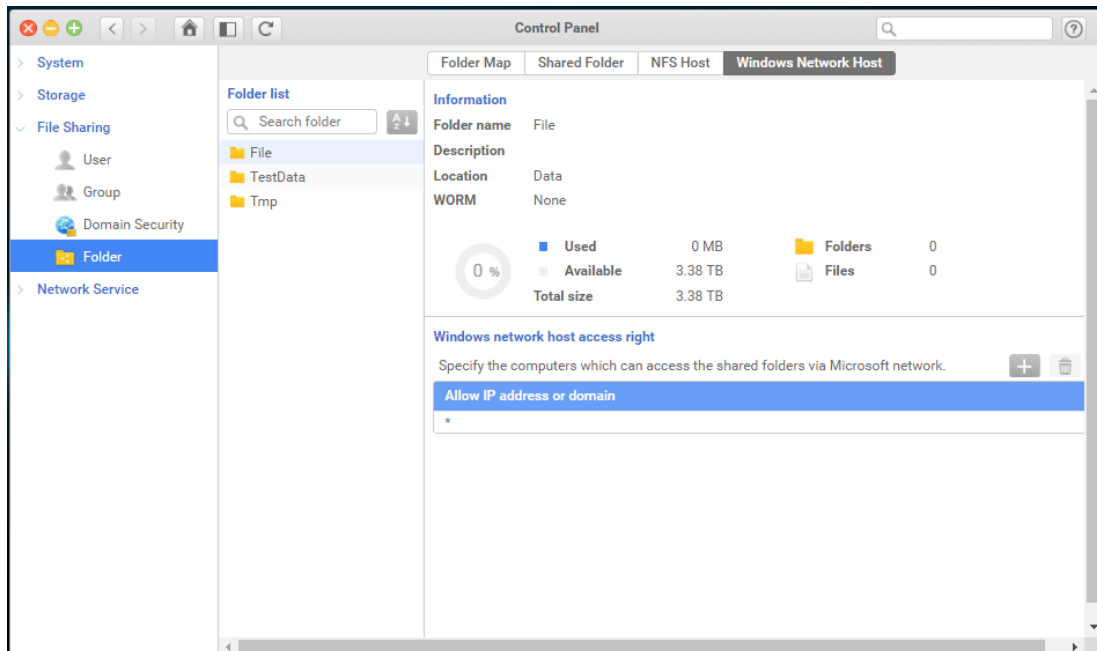 Control Panel
System
Storage
File Sharing
User
Group
Domain Security
Folder
Network Service
Folder Map Shared Folder NFS Host Windows Network Host
Folder list
Search folder
File
TestData
Tmp
Information
Folder name File
Description
Location Data
WORM None
0 %
Used 0 MB Folders 0
Available 3.38 TB Files 0
Total size 3.38 TB
Windows network host access right
Specify the computers which can access the shared folders via Microsoft network.
Allow IP address or domain
*